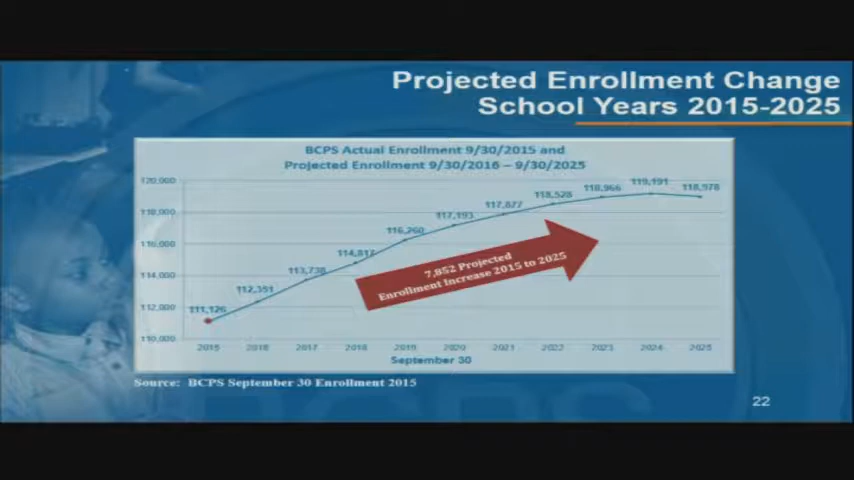 Projected Enrollment Change
School Years 2015-2025
BCPS Actual Enrollment 9/30/2015 and
Projected Enrollment 9/30/2016 – 9/30/2025
120,000
118,000
116,000
114,000
112,000
110,000
111,126
112,351
113,738
114,817
116,260
117,193
117,877
118,528
118,966
119,191
118,978
7,852 Projected
Enrollment Increase 2015 to 2025
2015 2016 2017 2018 2019 2020 2021 2022 2023 2024 2025
September 30
Source: BCPS September 30 Enrollment 2015
22